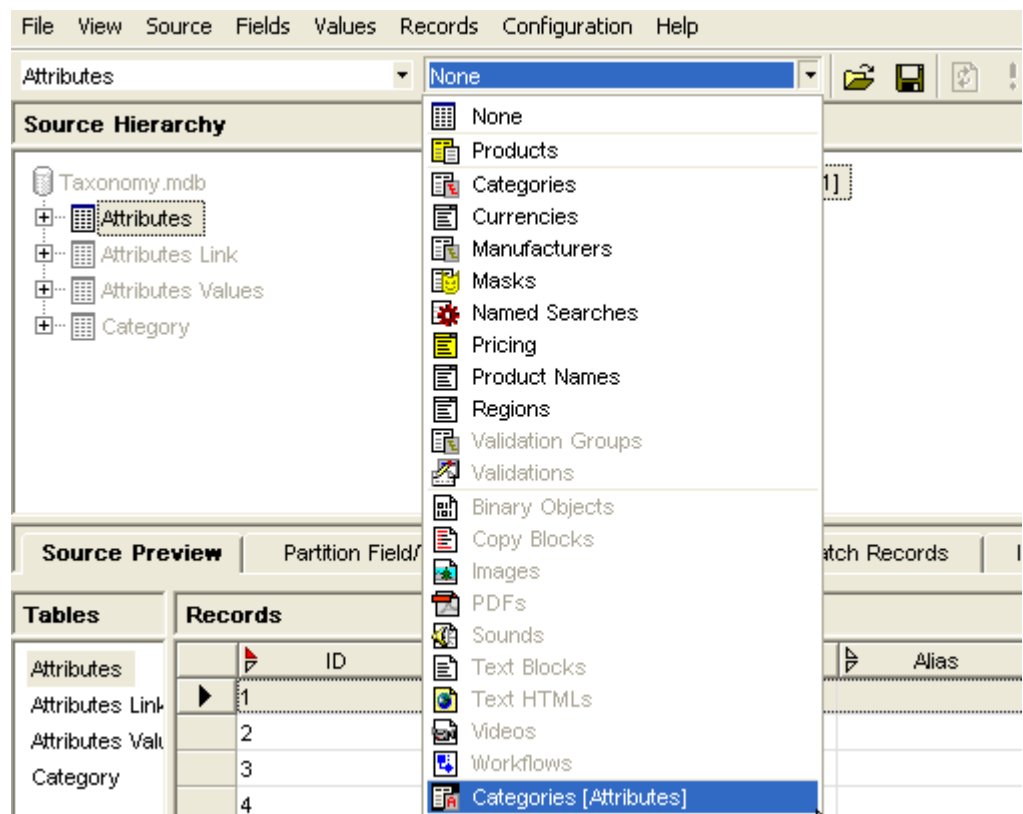 File View Source Fields Values Records Configuration Help
Attributes None
Source Hierarchy
None
Products
Taxonomy.mdb
Categories
1]
Attributes
Currencies
Attributes Link
Manufacturers
Attributes Values
Masks
Category
Named Searches
Pricing
Product Names
Regions
Validation Groups
Validations
Binary Objects
Copy Blocks
Images
PDFs
Sounds
Text Blocks
Text HTMLs
Videos
Workflows
Categories [Attributes]
Source Preview Partition Field/ atch Records
Tables Records
ID Alias
Attributes
1
Attributes Link
2
Attributes Valu
3
Category
4